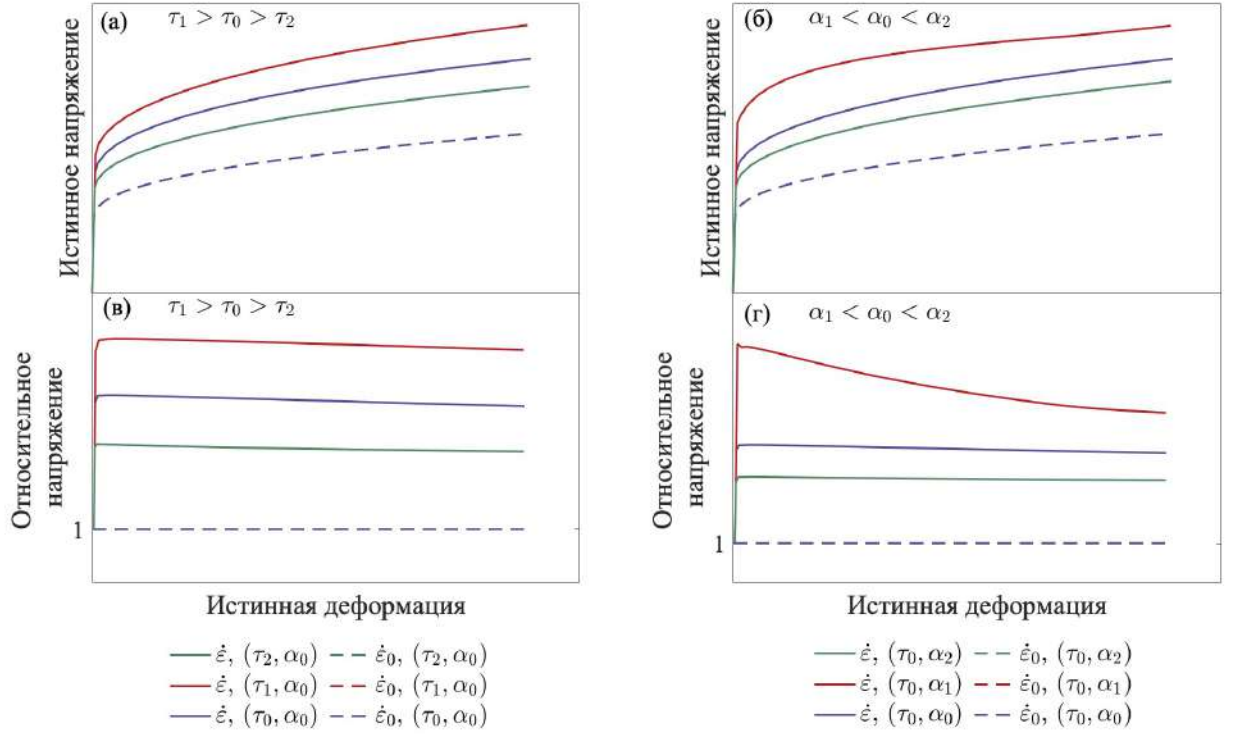 (а) τ₁ > τ₀ > τ₂
(б) α₁ < α₀ < α₂
Истинное напряжение
Истинное напряжение
(в) τ₁ > τ₀ > τ₂
(г) α₁ < α₀ < α₂
Относительное
напряжение
Относительное
напряжение
1
1
Истинная деформация
Истинная деформация
ε̇, (τ₂, α₀) ε̇₀, (τ₂, α₀)
ε̇, (τ₁, α₀) ε̇₀, (τ₁, α₀)
ε̇, (τ₀, α₀) ε̇₀, (τ₀, α₀)
ε̇, (τ₀, α₂) ε̇₀, (τ₀, α₂)
ε̇, (τ₀, α₁) ε̇₀, (τ₀, α₁)
ε̇, (τ₀, α₀) ε̇₀, (τ₀, α₀)